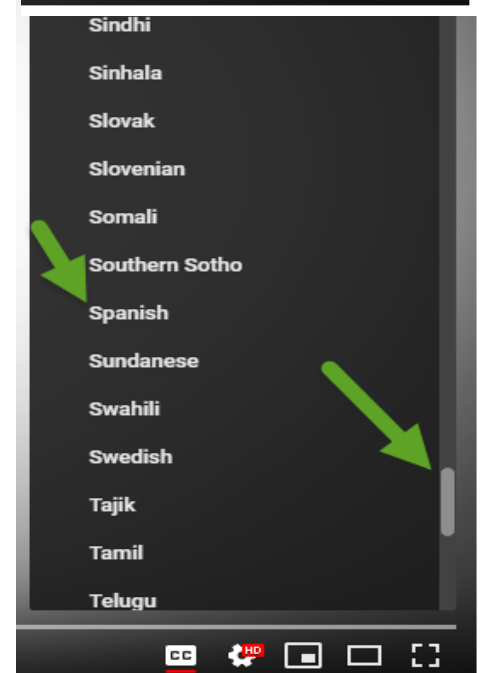 Sindhi
Sinhala
Slovak
Slovenian
Somali
Southern Sotho
Spanish
Sundanese
Swahili
Swedish
Tajik
Tamil
Telugu
CC HD